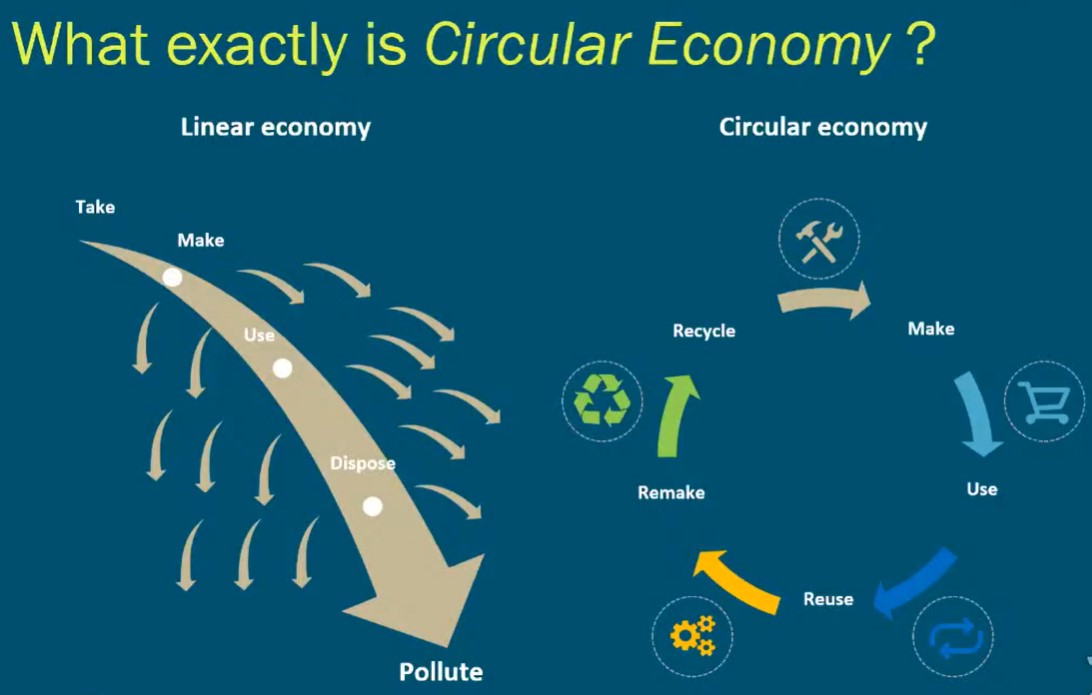 What exactly is Circular Economy ?
Linear economy
Take
Make
Use
Dispose
Pollute
Circular economy
Make
Use
Reuse
Remake
Recycle